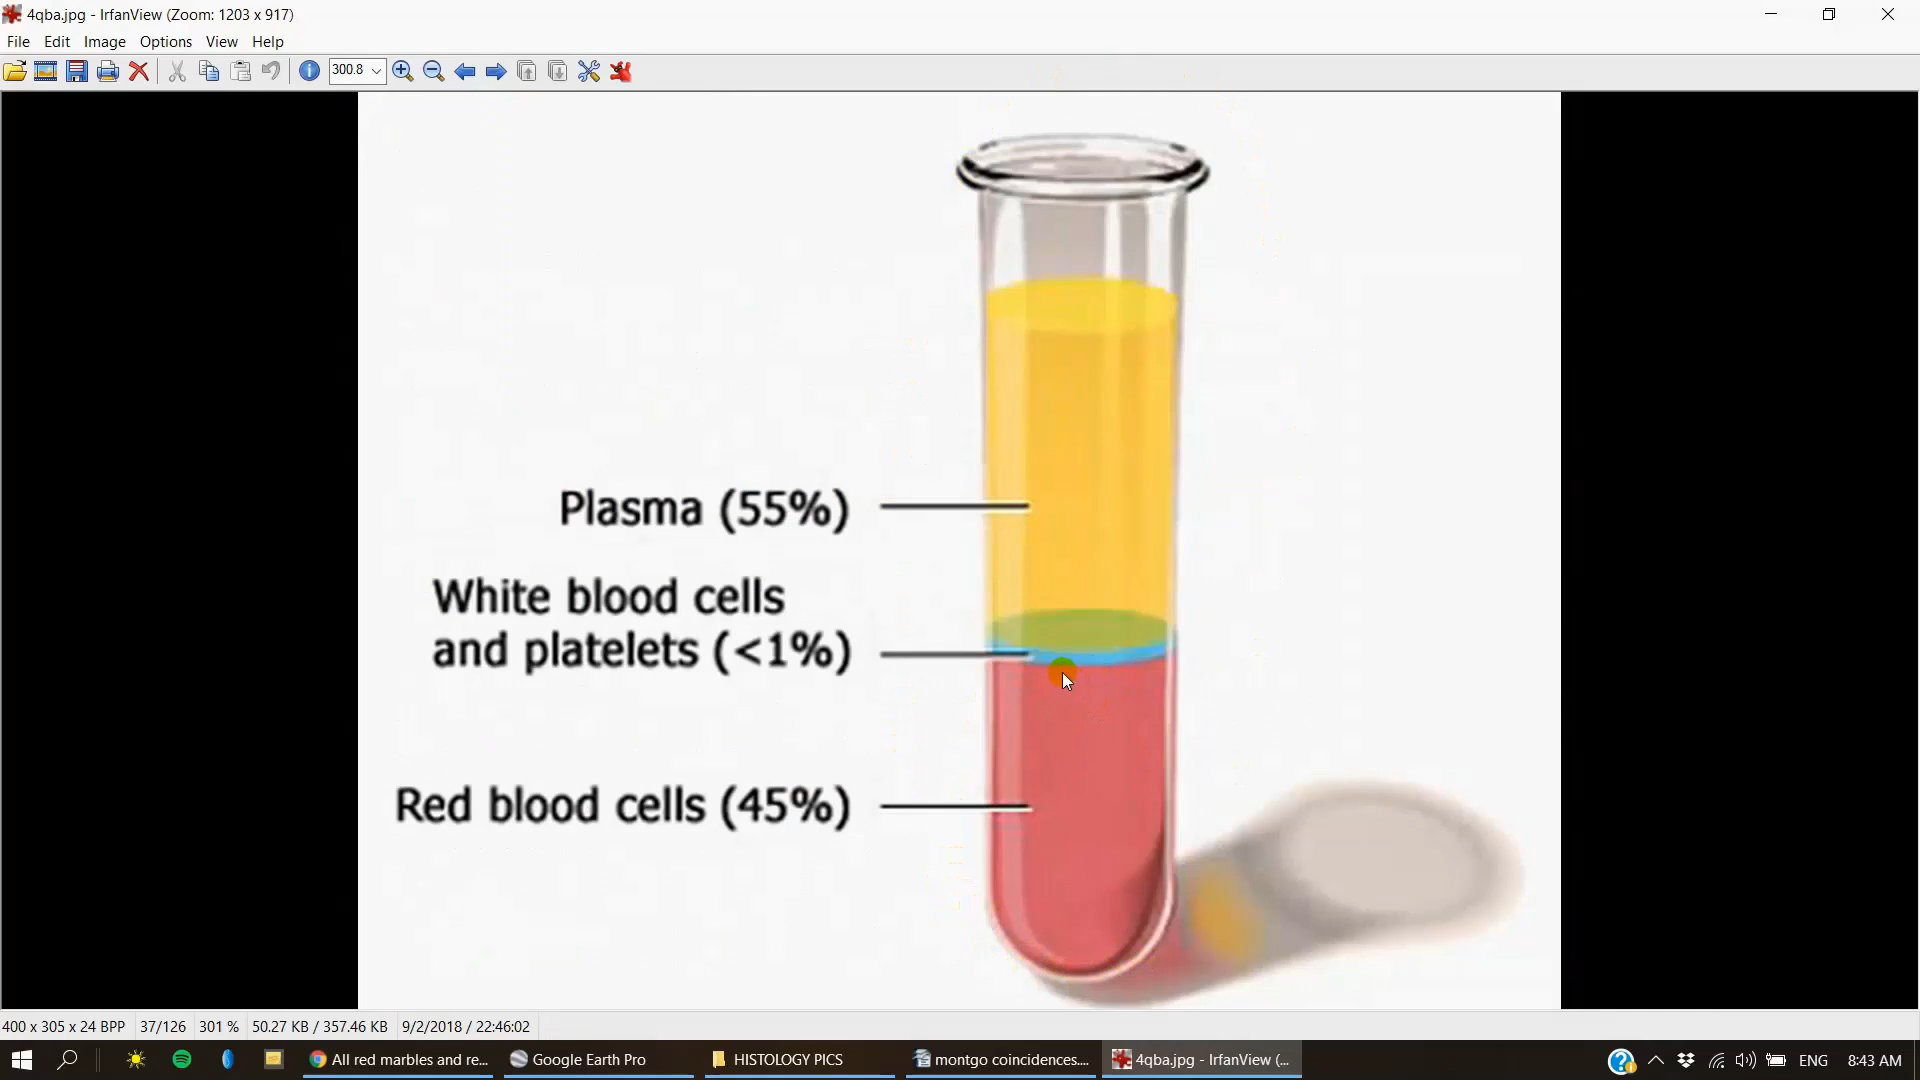 4qba.jpg - IrfanView (Zoom: 1203 x 917)
File Edit Image Options View Help
300.8
Plasma (55%)
White blood cells
and platelets (<1%)
Red blood cells (45%)
400 x 305 x 24 BPP 37/126 301 % 50.27 KB / 357.46 KB 9/2/2018 / 22:46:02
All red marbles and re... Google Earth Pro HISTOLOGY PICS montgo coincidences.... 4qba.jpg - IrfanView (... ENG 8:43 AM